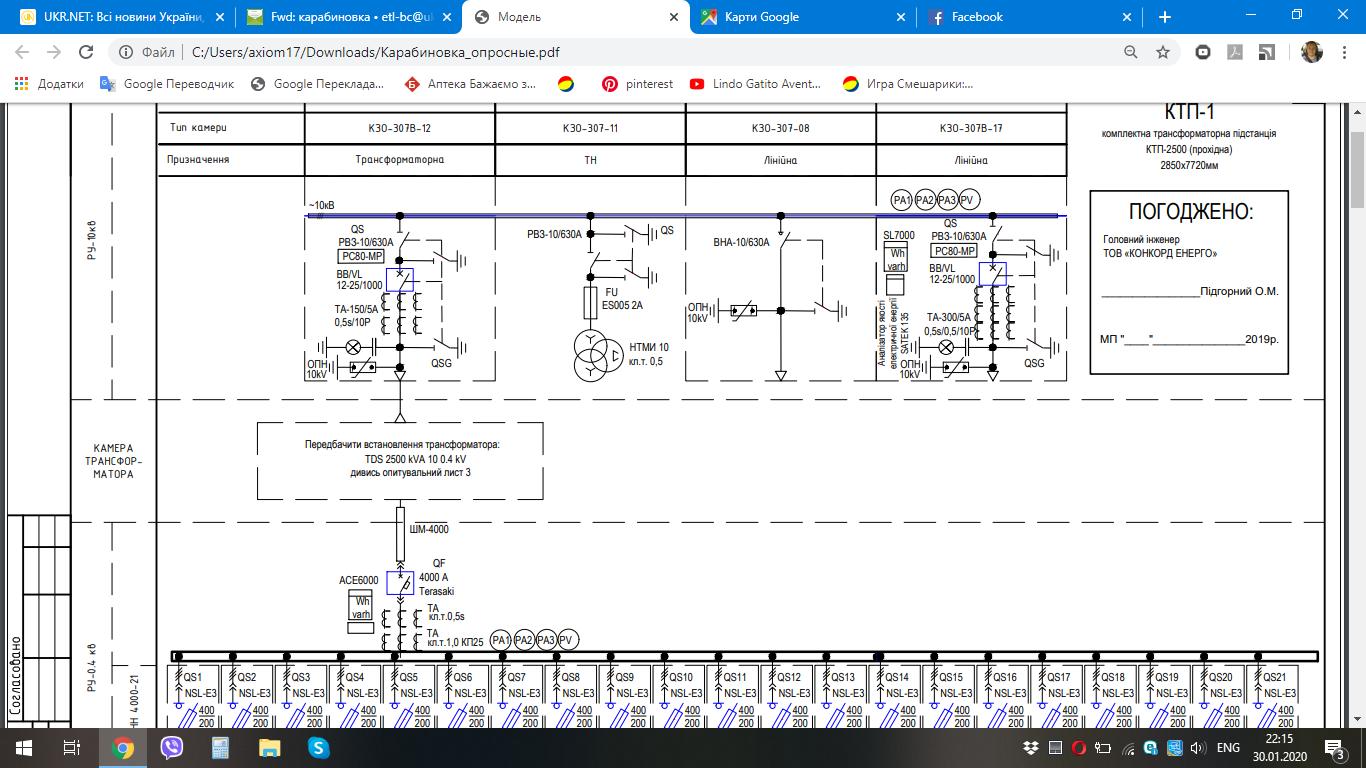 UKR.NET: Всі новини України,
Fwd: карабиновка • etl-bc@u
Модель
Карти Google
Facebook
Файл
C:/Users/axiom17/Downloads/Карабиновка_опросные.pdf
Додатки
Google Переводчик
Google Переклада...
Аптека Бажаємо з...
pinterest
Lindo Gatito Avent...
Игра Смешарики:...
Тип камери
КЗО-307В-12
КЗО-307-11
КЗО-307-08
КЗО-307В-17
Призначення
Трансформаторна
ТН
Лінійна
Лінійна
КТП-1
комплектна трансформаторна підстанція
КТП-2500 (прохідна)
2850х7720мм
ПОГОДЖЕНО:
Головний інженер
ТОВ «КОНКОРД ЕНЕРГО»
__________________Підгорний О.М.
МП "____"________________2019р.
РУ-10кВ
~10кВ
QS
РВЗ-10/630А
РС80-МР
ВВ/VL
12-25/1000
ТА-150/5А
0,5s/10Р
ОПН
10kV
QSG
РВЗ-10/630А
QS
FU
ES005 2A
НТМИ 10
кл.т. 0,5
ВНА-10/630А
ОПН
10kV
PA1 PA2 PA3 PV
SL7000
Wh
varh
QS
РВЗ-10/630А
РС80-МР
ВВ/VL
12-25/1000
Аналізатор якості
електричної енергії
SATEK 135
ТА-300/5А
0,5s/0,5/10Р
ОПН
10kV
QSG
КАМЕРА
ТРАНСФОР-
МАТОРА
Передбачити встановлення трансформатора:
TDS 2500 kVA 10 0.4 kV
дивись опитувальний лист 3
ШМ-4000
QF
4000 А
Terasaki
ACE6000
Wh
varh
ТА
кл.т.0,5s
ТА
кл.т.1,0 КП25
PA1 PA2 PA3 PV
Согласовано
РУ-0.4 кВ
НН 4000-21
QS1 QS2 QS3 QS4 QS5 QS6 QS7 QS8 QS9 QS10 QS11 QS12 QS13 QS14 QS15 QS16 QS17 QS18 QS19 QS20 QS21
NSL-E3 NSL-E3 NSL-E3 NSL-E3 NSL-E3 NSL-E3 NSL-E3 NSL-E3 NSL-E3 NSL-E3 NSL-E3 NSL-E3 NSL-E3 NSL-E3 NSL-E3 NSL-E3 NSL-E3 NSL-E3 NSL-E3 NSL-E3 NSL-E3
400 400 400 400 400 400 400 400 400 400 400 400 400 400 400 400 400 400 400 400 400
200 200 200 200 200 200 200 200 200 200 200 200 200 200 200 200 200 200 200 200 200
ENG
22:15
30.01.2020
3